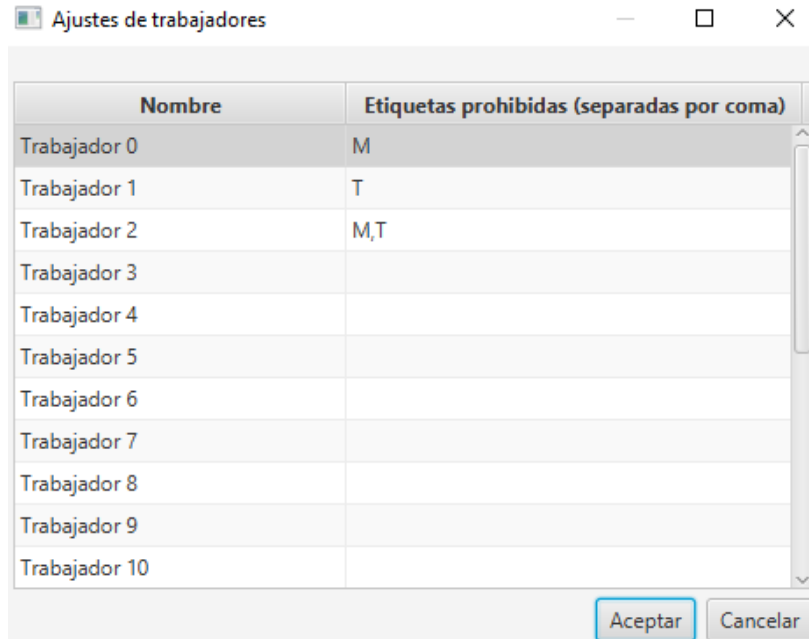 Ajustes de trabajadores
Nombre Etiquetas prohibidas (separadas por coma)
Trabajador 0 M
Trabajador 1 T
Trabajador 2 M,T
Trabajador 3
Trabajador 4
Trabajador 5
Trabajador 6
Trabajador 7
Trabajador 8
Trabajador 9
Trabajador 10
Aceptar Cancelar